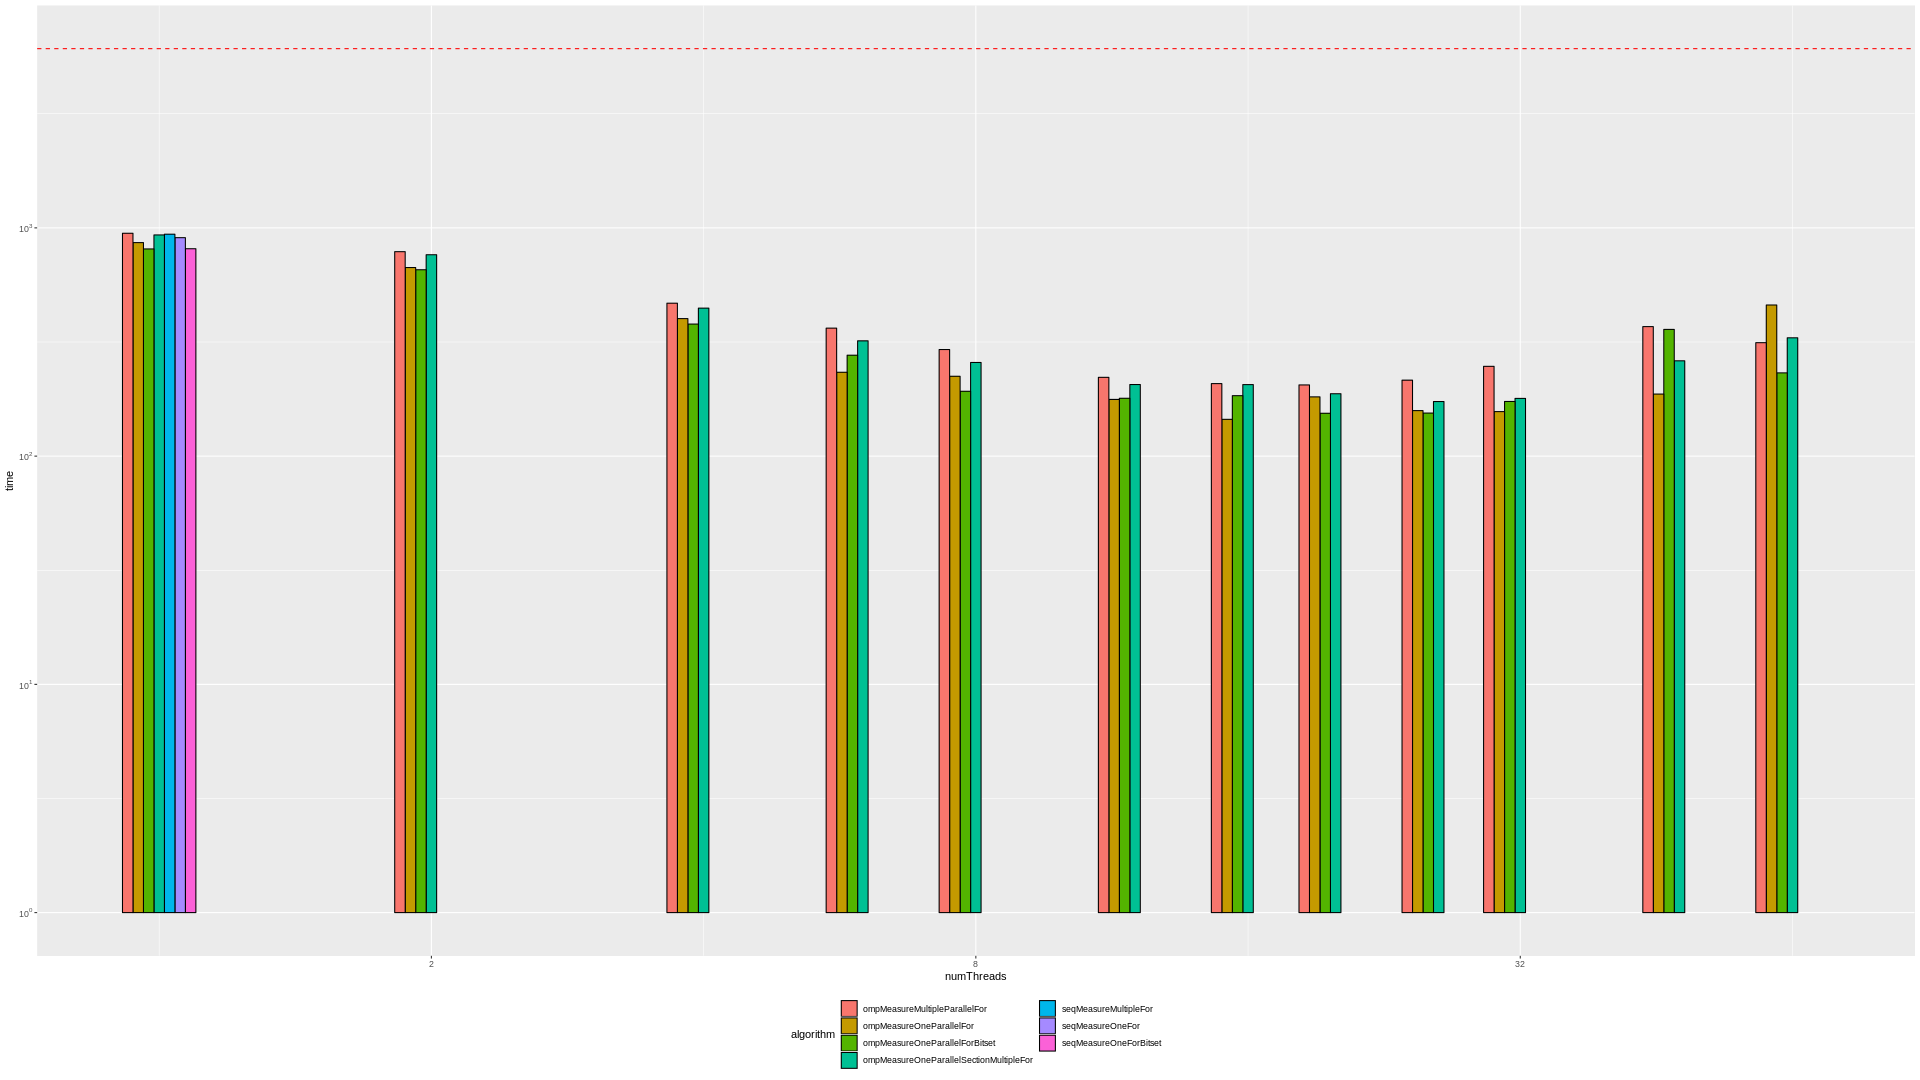 time
10³
10²
10¹
10⁰
2 8 32
numThreads
algorithm
ompMeasureMultipleParallelFor
ompMeasureOneParallelFor
ompMeasureOneParallelForBitset
ompMeasureOneParallelSectionMultipleFor
seqMeasureMultipleFor
seqMeasureOneFor
seqMeasureOneForBitset